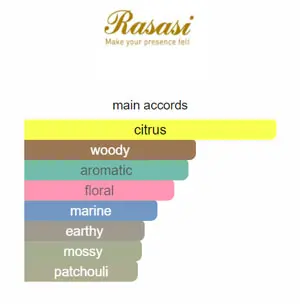 Rasasi
Make your presence felt
main accords
citrus
woody
aromatic
floral
marine
earthy
mossy
patchouli